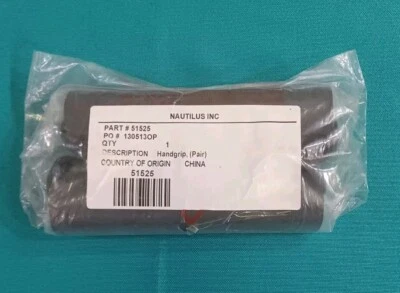 NAUTILUS INC
PART # 51525
PO # 130513OP
QTY 1
DESCRIPTION Handgrip, (Pair)
COUNTRY OF ORIGIN CHINA
51525